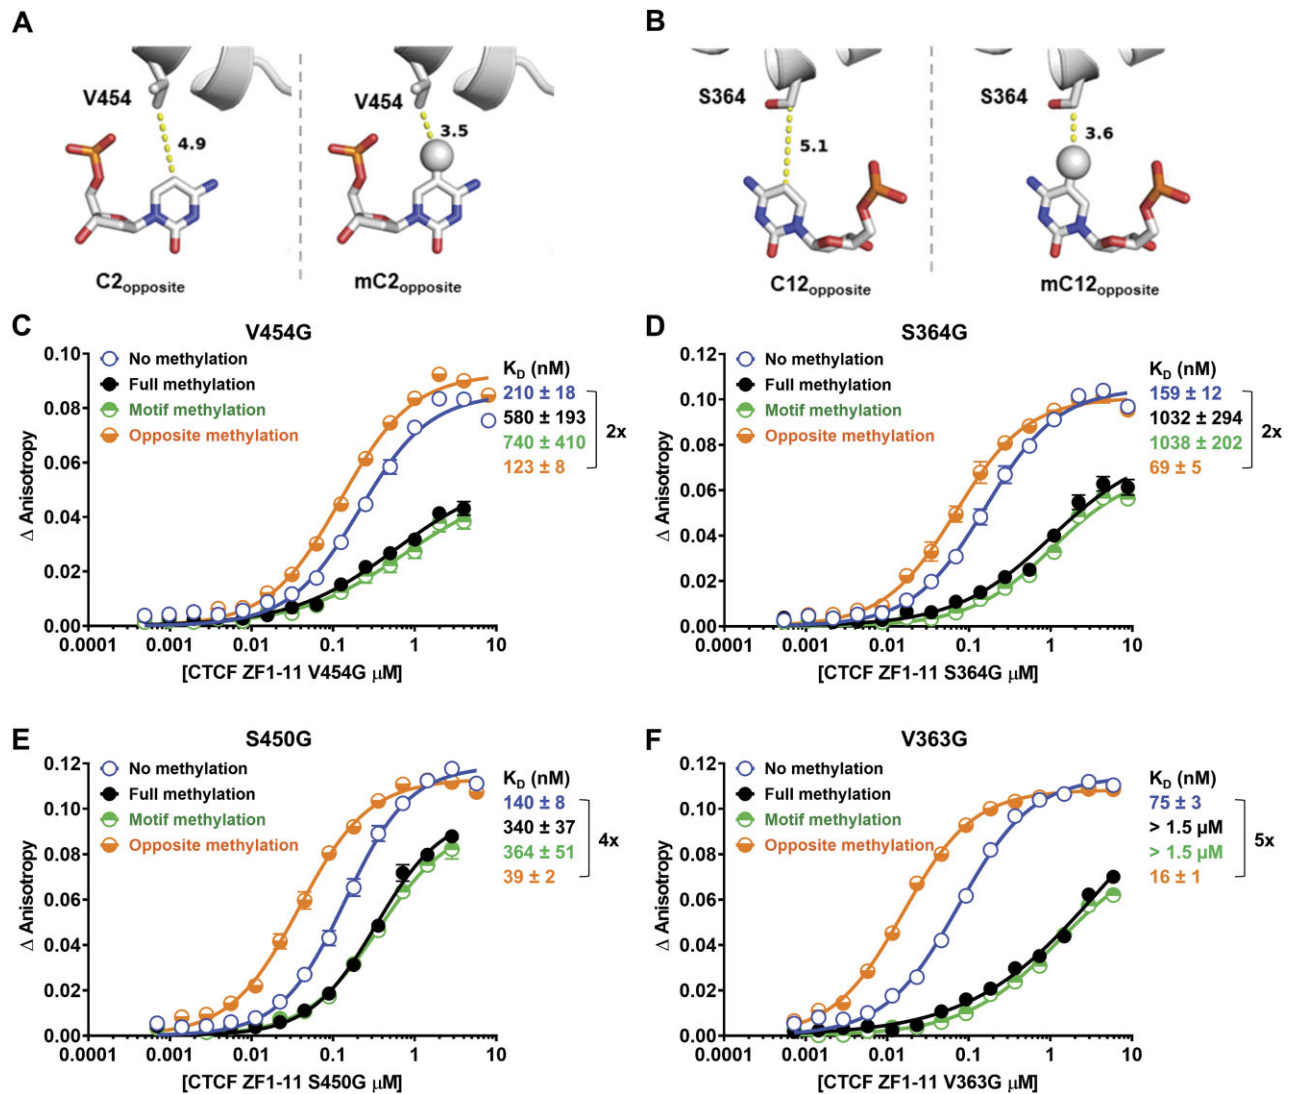 A
V454
4.9
C2opposite
V454
3.5
mC2opposite
B
S364
5.1
C12opposite
S364
3.6
mC12opposite
C
V454G
No methylation
Full methylation
Motif methylation
Opposite methylation
KD (nM)
210 ± 18
580 ± 193
740 ± 410
123 ± 8
2x
Δ Anisotropy
0.10
0.08
0.06
0.04
0.02
0.00
0.0001 0.001 0.01 0.1 1 10
[CTCF ZF1-11 V454G μM]
D
S364G
No methylation
Full methylation
Motif methylation
Opposite methylation
KD (nM)
159 ± 12
1032 ± 294
1038 ± 202
69 ± 5
2x
Δ Anisotropy
0.12
0.10
0.08
0.06
0.04
0.02
0.00
0.0001 0.001 0.01 0.1 1 10
[CTCF ZF1-11 S364G μM]
E
S450G
No methylation
Full methylation
Motif methylation
Opposite methylation
KD (nM)
140 ± 8
340 ± 37
364 ± 51
39 ± 2
4x
Δ Anisotropy
0.12
0.10
0.08
0.06
0.04
0.02
0.00
0.0001 0.001 0.01 0.1 1 10
[CTCF ZF1-11 S450G μM]
F
V363G
No methylation
Full methylation
Motif methylation
Opposite methylation
KD (nM)
75 ± 3
> 1.5 μM
> 1.5 μM
16 ± 1
5x
Δ Anisotropy
0.12
0.10
0.08
0.06
0.04
0.02
0.00
0.0001 0.001 0.01 0.1 1 10
[CTCF ZF1-11 V363G μM]